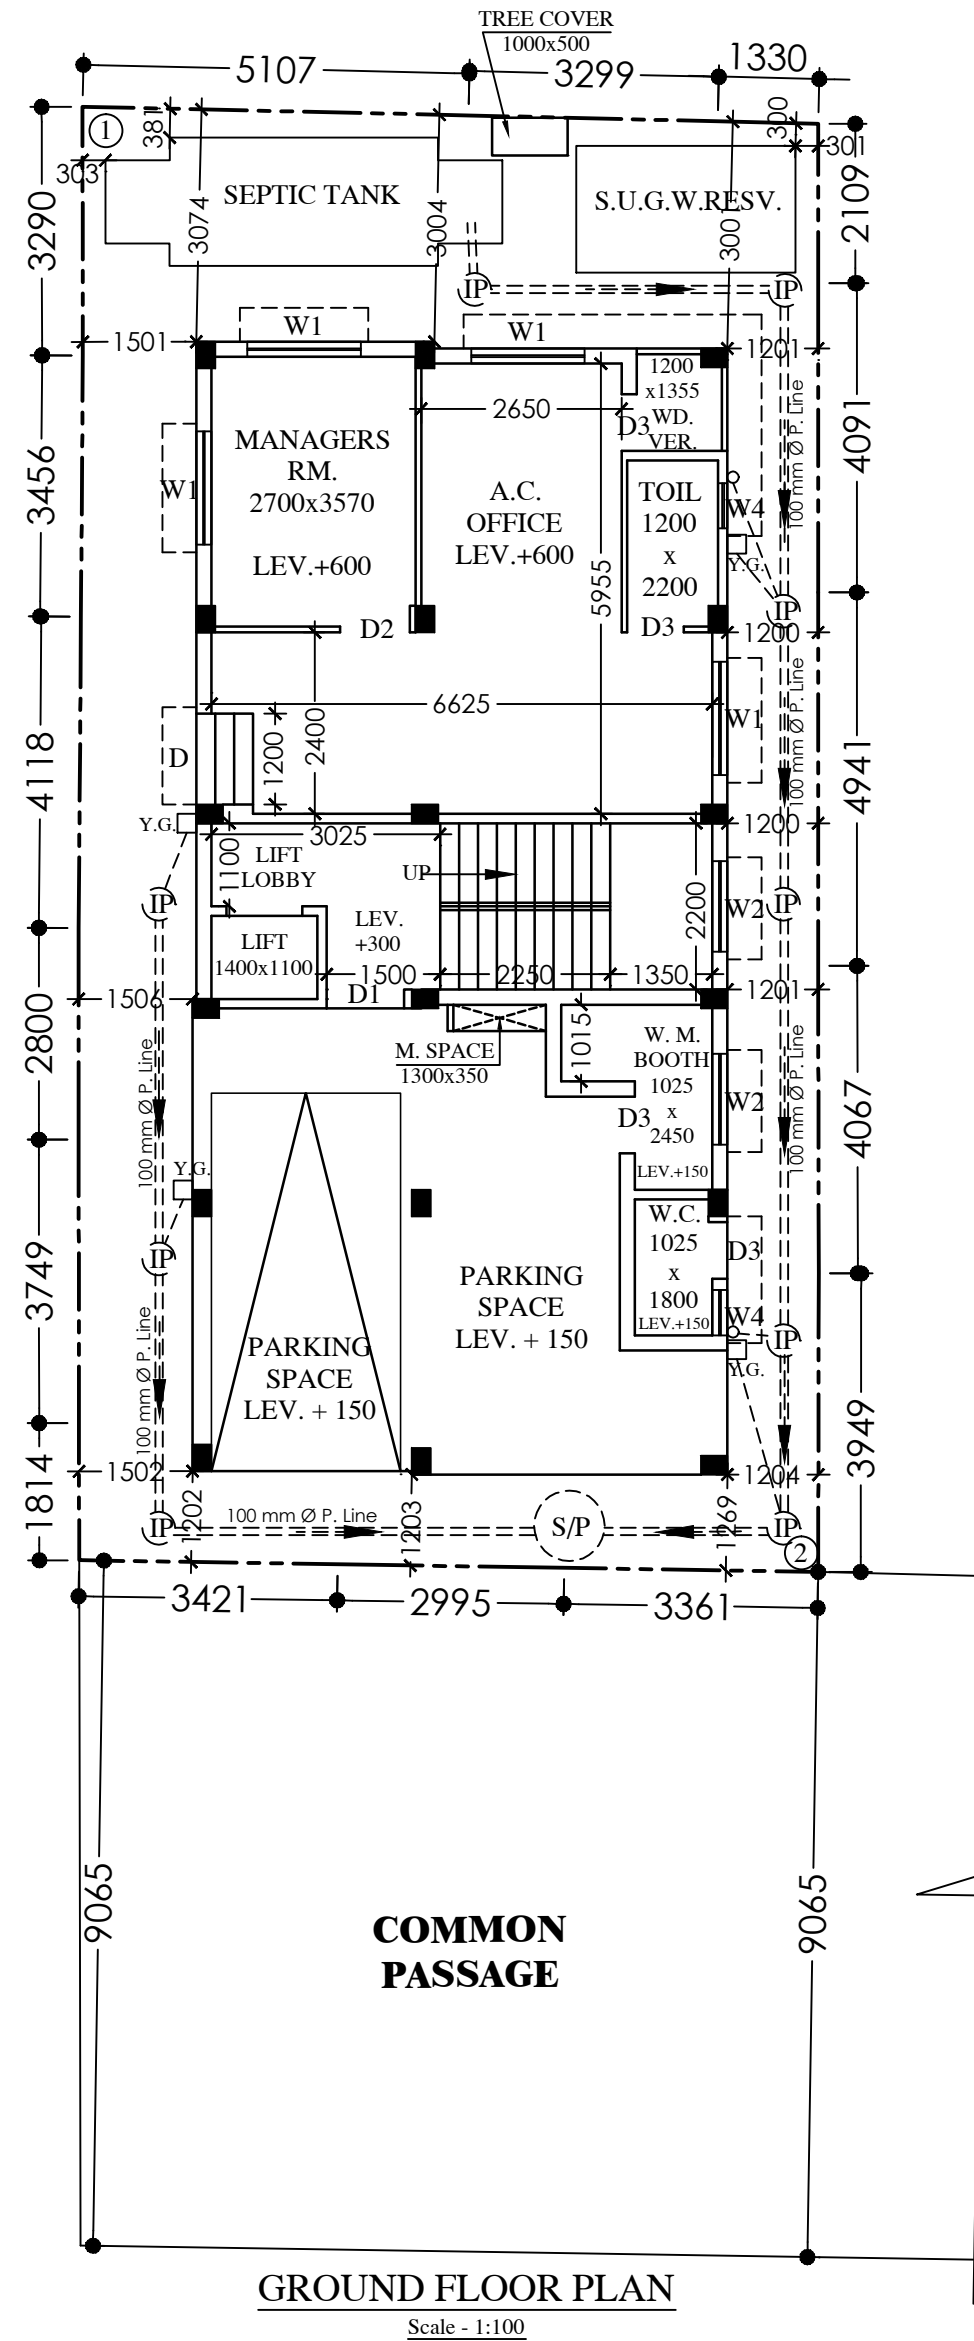 TREE COVER
1000x500
5107
3299
1330
381
300
301
303
1
SEPTIC TANK
S.U.G.W.RESV.
3290
3074
3004
3001
2109
IP
IP
W1
W1
1501
1201
1200
x1355
WD.
VER.
D3
2650
MANAGERS
RM.
2700x3570
LEV.+600
A.C.
OFFICE
LEV.+600
TOIL
1200
x
2200
W1
W4
Y.G.
100 mm Ø P. Line
4091
3456
5955
IP
D2
D3
1200
6625
2400
1200
D
W1
100 mm Ø P. Line
4118
4941
Y.G.
3025
1200
LIFT
LOBBY
1100
UP
2200
IP
W2
IP
LEV.
+300
LIFT
1400x1100
1500
2250
1350
D1
1506
1201
2800
M. SPACE
1300x350
1015
W. M.
BOOTH
1025
x
2450
D3
LEV.+150
W2
100 mm Ø P. Line
100 mm Ø P. Line
4067
Y.G.
W.C.
1025
x
1800
LEV.+150
D3
W4
IP
IP
Y.G.
3749
PARKING
SPACE
LEV. + 150
PARKING
SPACE
LEV. + 150
100 mm Ø P. Line
3949
1502
1204
1814
1202
1203
1269
IP
100 mm Ø P. Line
S/P
IP
2
3421
2995
3361
9065
9065
COMMON
PASSAGE
GROUND FLOOR PLAN
Scale - 1:100